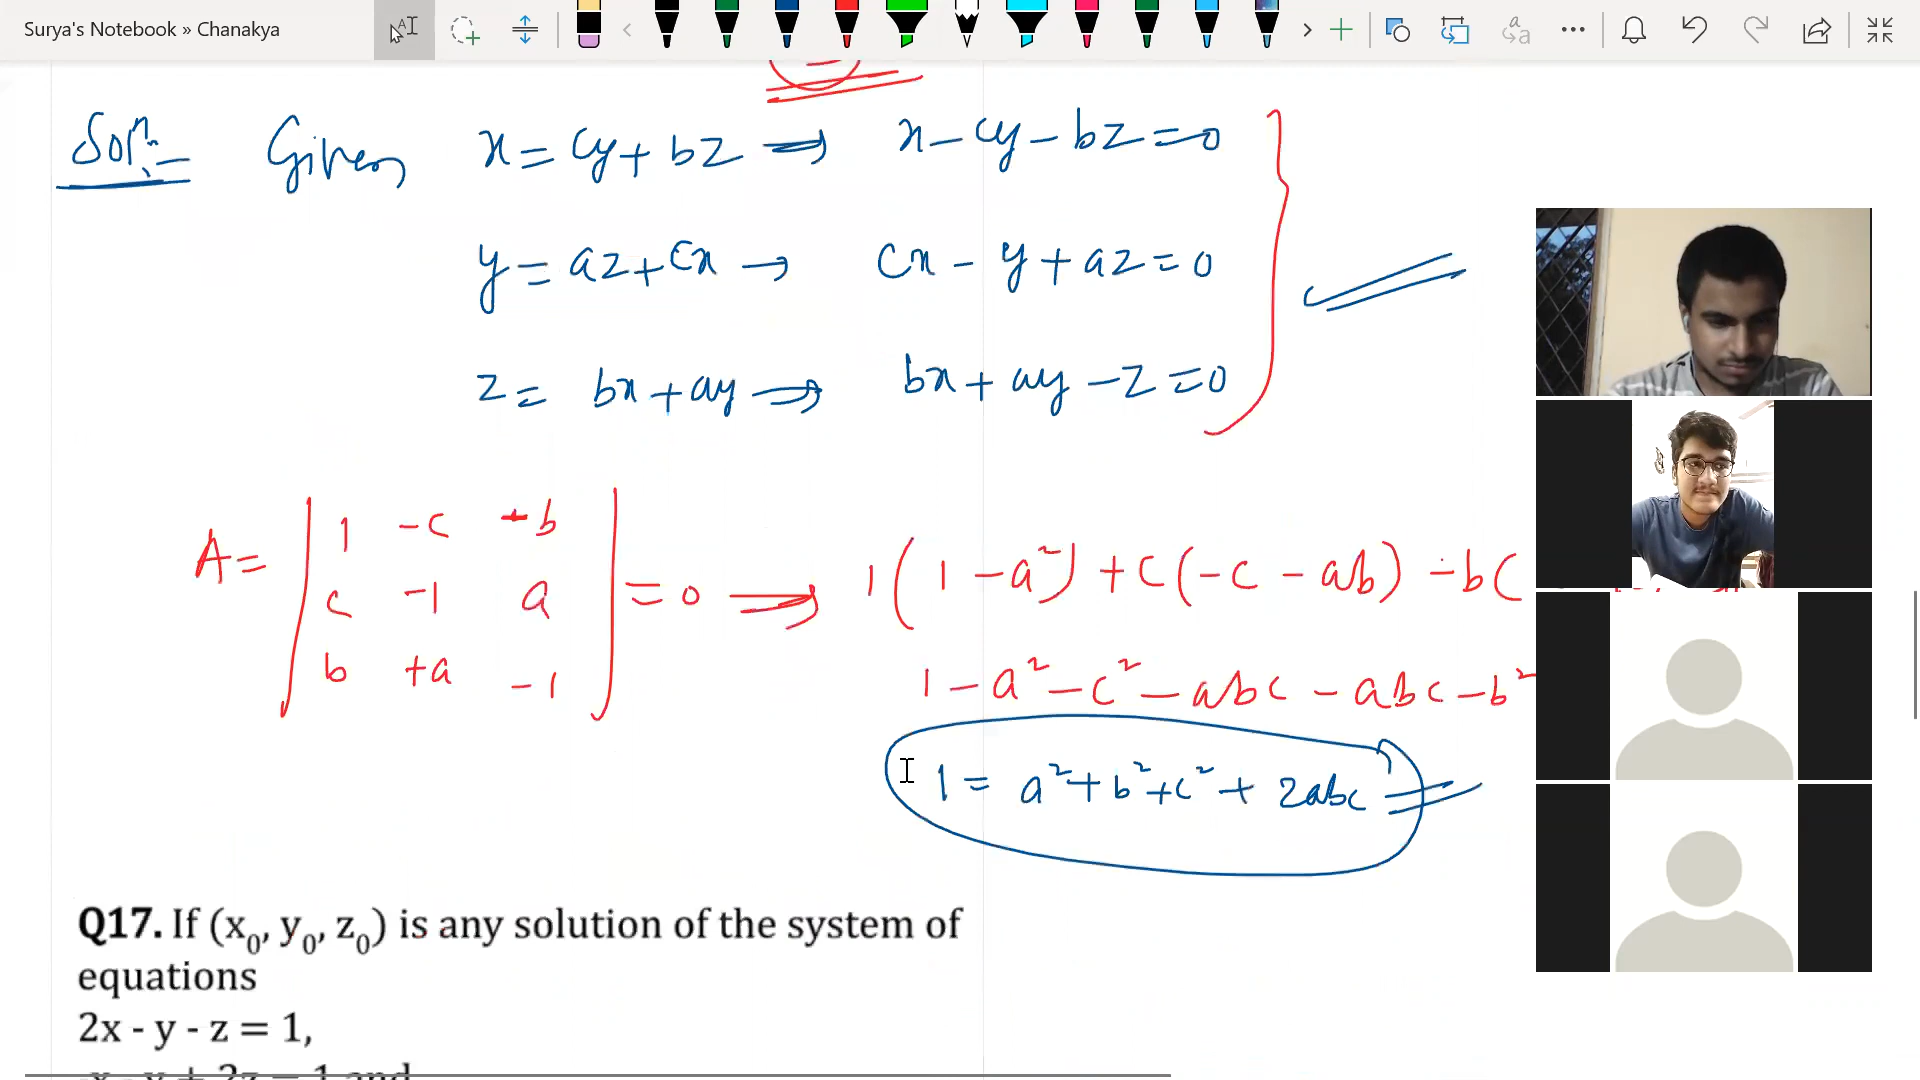 Surya's Notebook » Chanakya
Soln. Given x = cy + bz → x - cy - bz = 0
y = az + cx → cx - y + az = 0
z = bx + ay → bx + ay - z = 0
A = | 1 -c -b | = 0 → 1(1 - a²) + c(-c - ab) - b(
| c -1 a |
| b +a -1 |
1 - a² - c² - abc - abc - b²
1 = a² + b² + c² + 2abc
Q17. If (x₀, y₀, z₀) is any solution of the system of
equations
2x - y - z = 1,